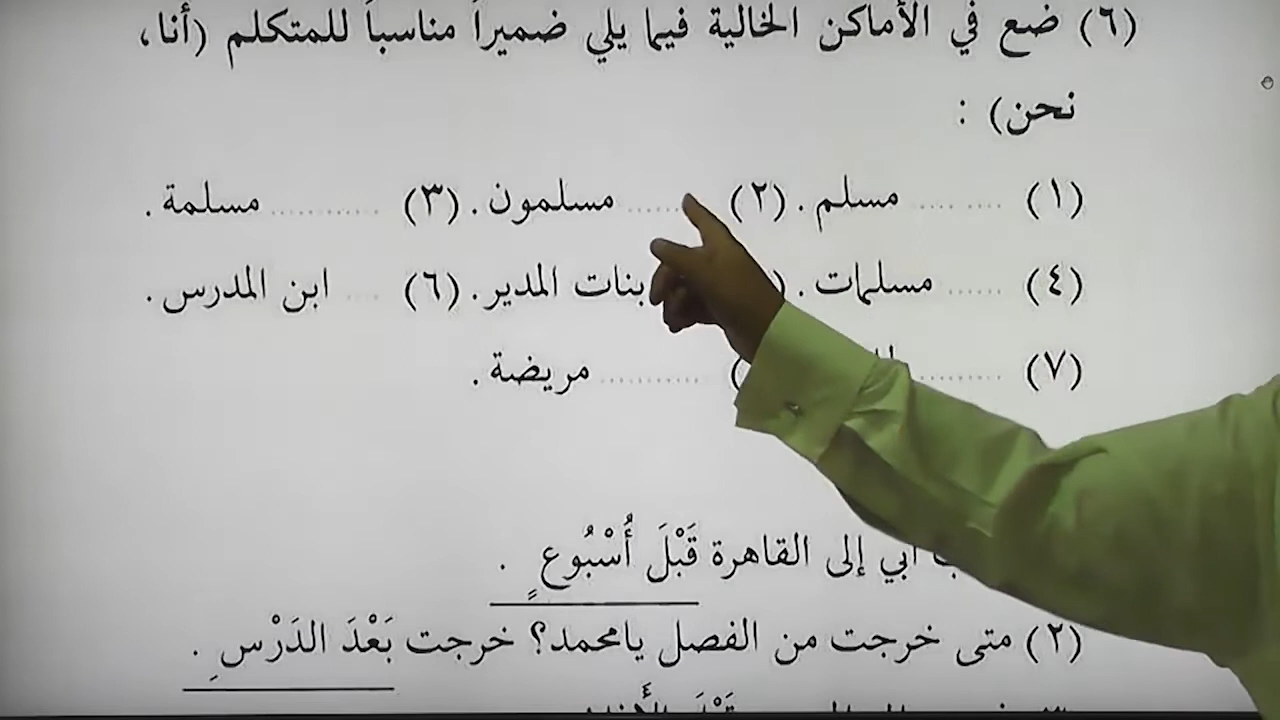 (٦) ضع في الأماكن الخالية فيما يلي ضميراً مناسباً للمتكلم (أنا،
نحن) :
(١) ........ مسلم . (٢) ...... مسلمون . (٣) ........... مسلمة .
(٤) ...... مسلمات . بنات المدير . (٦) .... ابن المدرس .
(٧) .......... ........... مريضة .
أبي إلى القاهرة قَبْلَ أُسْبُوعٍ .
(٢) متى خرجت من الفصل يامحمد؟ خرجت بَعْدَ الدَرْسِ .